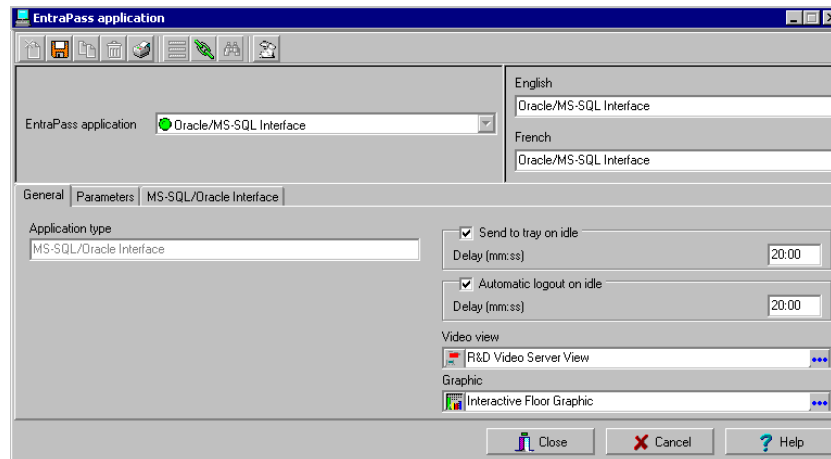 EntraPass application
EntraPass application
Oracle/MS-SQL Interface
English
Oracle/MS-SQL Interface
French
Oracle/MS-SQL Interface
General Parameters MS-SQL/Oracle Interface
Application type
MS-SQL/Oracle Interface
Send to tray on idle
Delay (mm:ss) 20:00
Automatic logout on idle
Delay (mm:ss) 20:00
Video view
R&D Video Server View
Graphic
Interactive Floor Graphic
Close Cancel Help